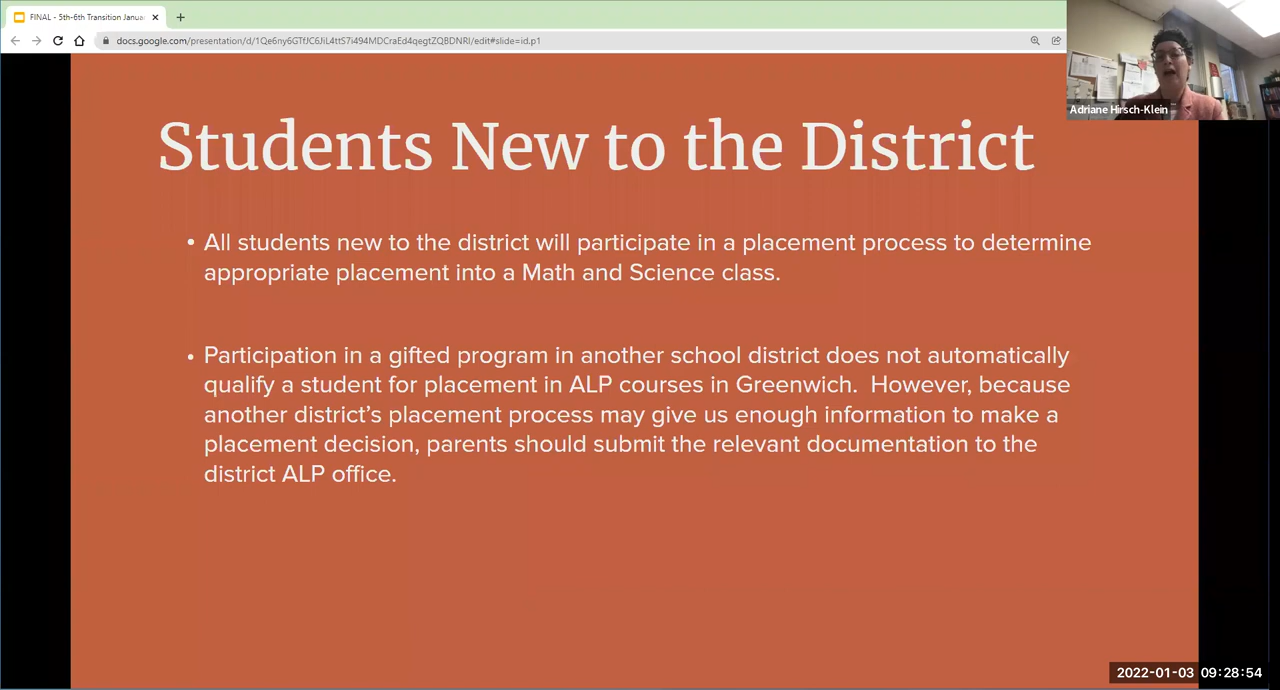 FINAL - 5th-6th Transition Janua
docs.google.com/presentation/d/1Qe6ny6GTfJC6JiL4ttS7i494MDCraEd4qegtZQBDNRI/edit#slide=id.p1
Adriane Hirsch-Klein
Students New to the District
• All students new to the district will participate in a placement process to determine
appropriate placement into a Math and Science class.
• Participation in a gifted program in another school district does not automatically
qualify a student for placement in ALP courses in Greenwich. However, because
another district’s placement process may give us enough information to make a
placement decision, parents should submit the relevant documentation to the
district ALP office.
2022-01-03 09:28:54